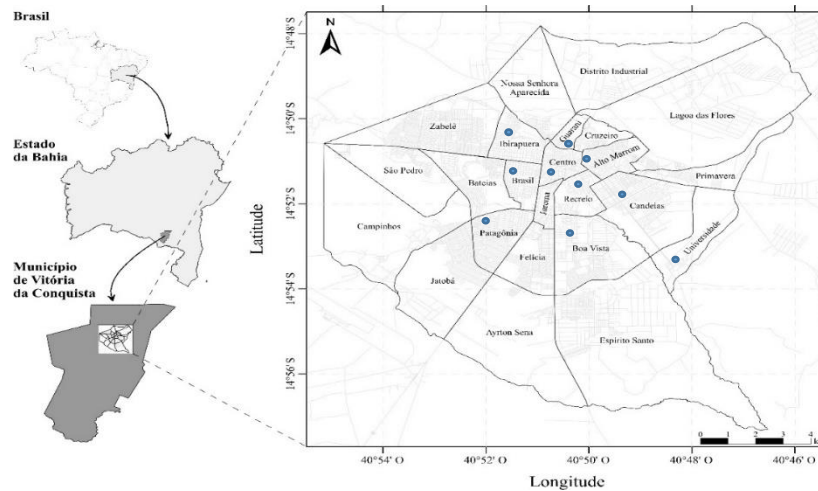 Brasil
Estado
da Bahia
Município
de Vitória
da Conquista
Latitude
14°48'S
14°50'S
14°52'S
14°54'S
14°56'S
N
Distrito Industrial
Nossa Senhora
Aparecida
Lagoa das Flores
Zabelê
Guarani
Cruzeiro
Ibirapuera
Centro
Alto Marrom
São Pedro
Bateias
Brasil
Primavera
Jurema
Recreio
Candeias
Campinhos
Patagônia
Boa Vista
Universidade
Felícia
Jatobá
Ayrton Sena
Espírito Santo
0 1 2 3 4
40°54' O
40°52' O
40°50' O
40°48' O
40°46' O
Longitude